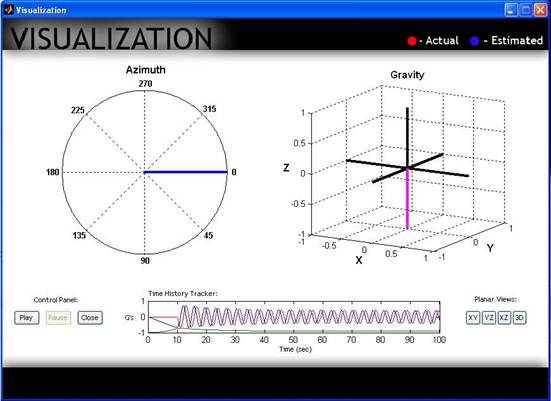 Visualization
VISUALIZATION
- Actual - Estimated
Azimuth
270
225 315
180 0
135 45
90
Gravity
1
0.5
Z 0
-0.5
-1
-1 -0.5 0 0.5 1
X
-1 0 1
Y
Control Panel:
Play Pause Close
Time History Tracker:
G's
1
0
-1
0 10 20 30 40 50 60 70 80 90 100
Time (sec)
Planar Views:
XY YZ XZ 3D